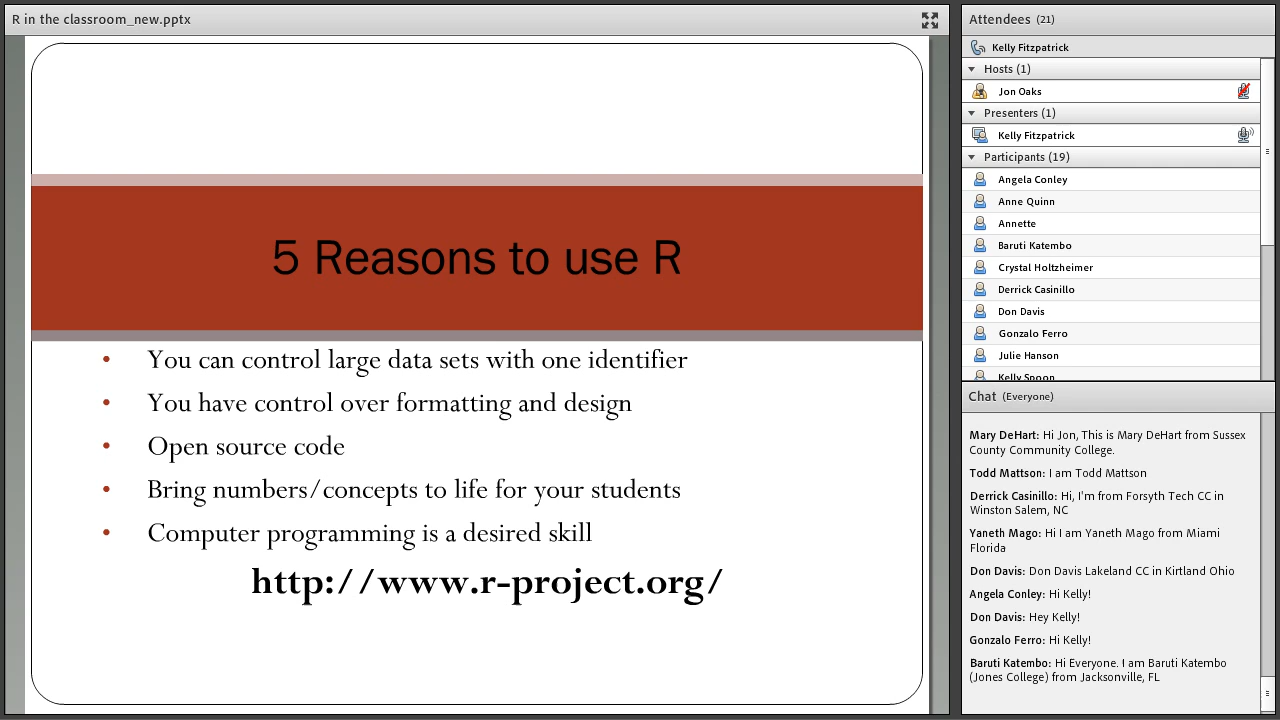 R in the classroom_new.pptx
5 Reasons to use R
• You can control large data sets with one identifier
• You have control over formatting and design
• Open source code
• Bring numbers/concepts to life for your students
• Computer programming is a desired skill
http://www.r-project.org/
Attendees (21)
Kelly Fitzpatrick
Hosts (1)
Jon Oaks
Presenters (1)
Kelly Fitzpatrick
Participants (19)
Angela Conley
Anne Quinn
Annette
Baruti Katembo
Crystal Holtzheimer
Derrick Casinillo
Don Davis
Gonzalo Ferro
Julie Hanson
Kelly Spoon
Chat (Everyone)
Mary DeHart: Hi Jon, This is Mary DeHart from Sussex
County Community College.
Todd Mattson: I am Todd Mattson
Derrick Casinillo: Hi, I'm from Forsyth Tech CC in
Winston Salem, NC
Yaneth Mago: Hi I am Yaneth Mago from Miami
Florida
Don Davis: Don Davis Lakeland CC in Kirtland Ohio
Angela Conley: Hi Kelly!
Don Davis: Hey Kelly!
Gonzalo Ferro: Hi Kelly!
Baruti Katembo: Hi Everyone. I am Baruti Katembo
(Jones College) from Jacksonville, FL